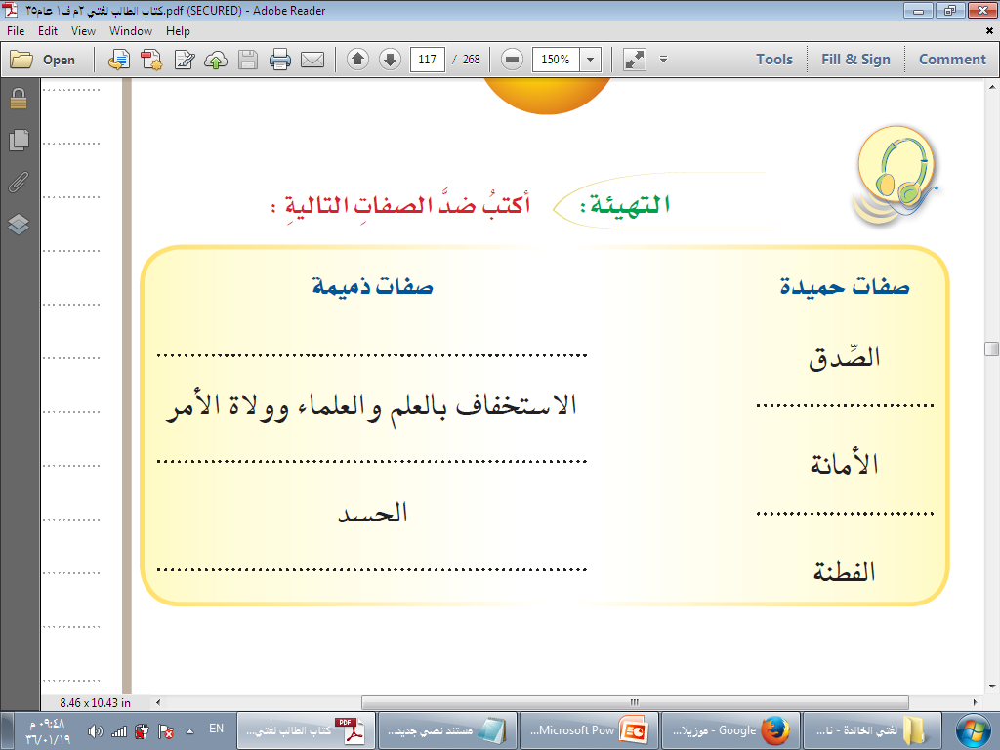 كتاب الطالب لغتي ٢م ف١ عام٣٥.pdf (SECURED) - Adobe Reader
File Edit View Window Help
Open 117 / 268 150% Tools Fill & Sign Comment
التهيئة: أكتبُ ضدَّ الصفاتِ التاليةِ :
صفات حميدة صفات ذميمة
الصِّدق ................................
................................ الاستخفاف بالعلم والعلماء وولاة الأمر
الأمانة ................................
................................ الحسد
الفطنة ................................
8.46 x 10.43 in
لغتي الخالدة - ثا...
Google - موزيلا...
Microsoft Pow...
مستند نصي جديد...
كتاب الطالب لغتي...
EN
٠٩:٤٨ م
٣٦/٠١/١٩